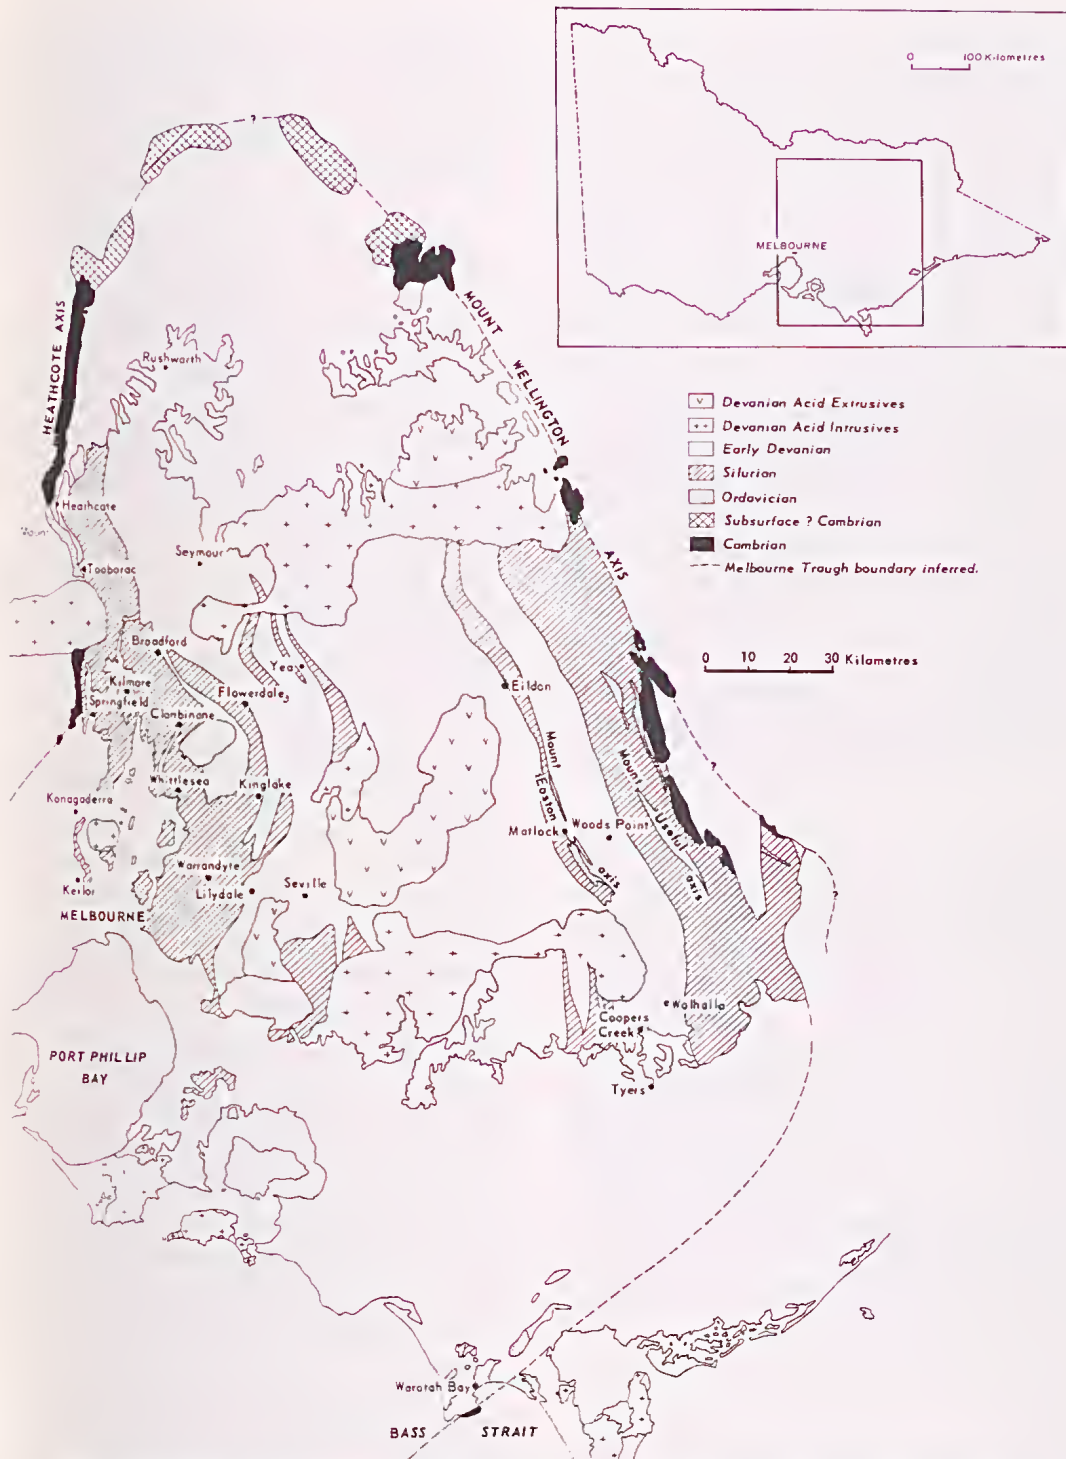 0 100 Kilometres
MELBOURNE
?
HEATHCOTE AXIS
MOUNT
WELLINGTON
AXIS
Rushworth
Devonian Acid Extrusives
Devonian Acid Intrusives
Early Devonian
Silurian
Ordovician
Subsurface ? Cambrian
Cambrian
Melbourne Trough boundary inferred.
Heathcote
Seymour
Tooborac
0 10 20 30 Kilometres
Broadford
Yea
Kilmore
Springfield
Flowerdale
Eildon
Clonbinane
Mount
Easton
axis
Mount
Useful
axis
?
Whittlesea
Kinglake
Konagaderra
Matlock
Woods Point
Warrandyte
Keilor
Lilydale
Seville
MELBOURNE
?
Walhalla
Coopers
Creek
Tyers
PORT PHILLIP
BAY
Waratah Bay
BASS STRAIT